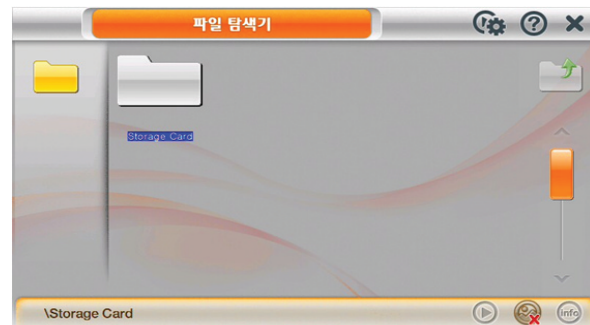 파일 탐색기
Storage Card
\Storage Card
info